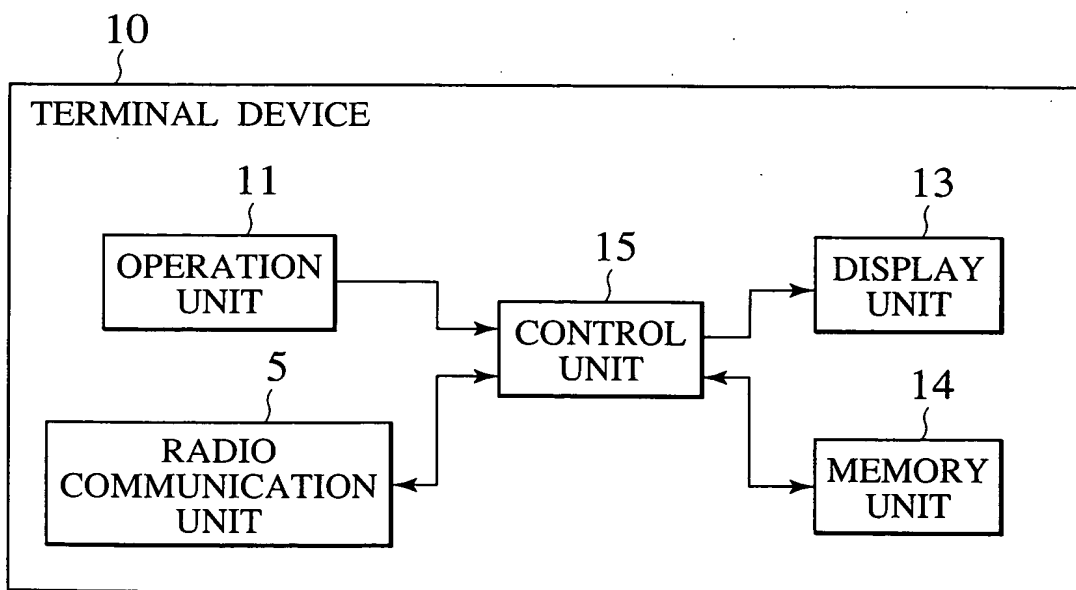 10
TERMINAL DEVICE
11
OPERATION
UNIT
15
CONTROL
UNIT
13
DISPLAY
UNIT
5
RADIO
COMMUNICATION
UNIT
14
MEMORY
UNIT